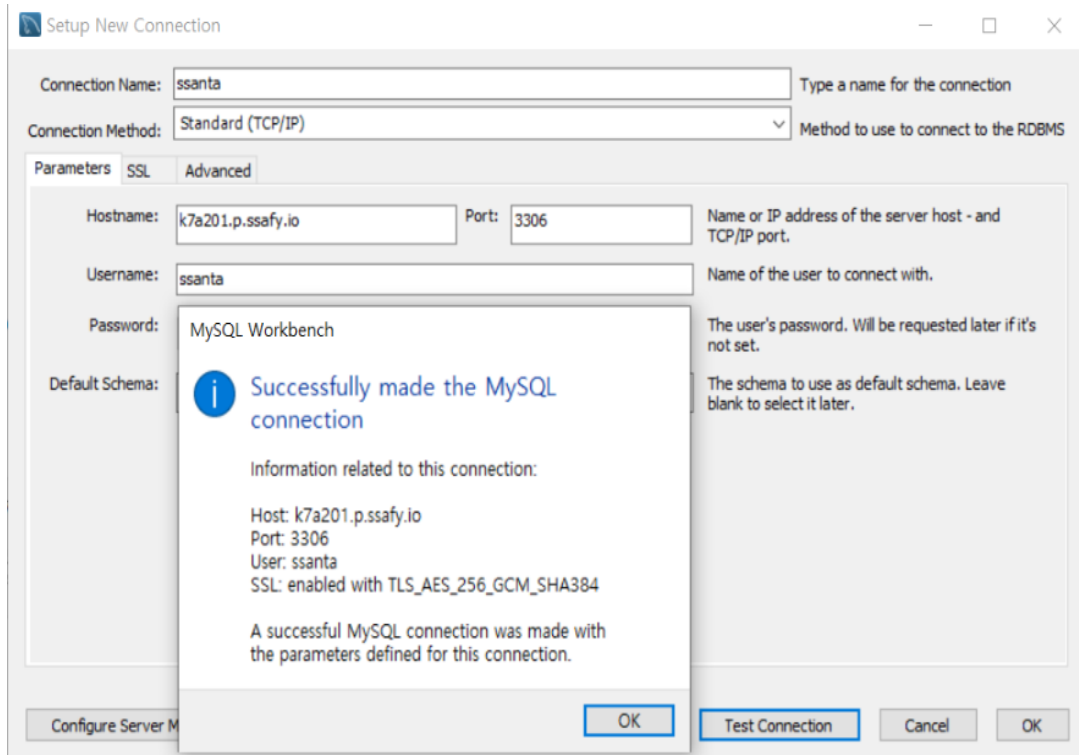 Setup New Connection
Connection Name: ssanta Type a name for the connection
Connection Method: Standard (TCP/IP) Method to use to connect to the RDBMS
Parameters SSL Advanced
Hostname: k7a201.p.ssafy.io Port: 3306 Name or IP address of the server host - and
TCP/IP port.
Username: ssanta Name of the user to connect with.
Password: The user's password. Will be requested later if it's
not set.
Default Schema: The schema to use as default schema. Leave
blank to select it later.
MySQL Workbench
i
Successfully made the MySQL
connection
Information related to this connection:
Host: k7a201.p.ssafy.io
Port: 3306
User: ssanta
SSL: enabled with TLS_AES_256_GCM_SHA384
A successful MySQL connection was made with
the parameters defined for this connection.
OK
Configure Server M Test Connection Cancel OK